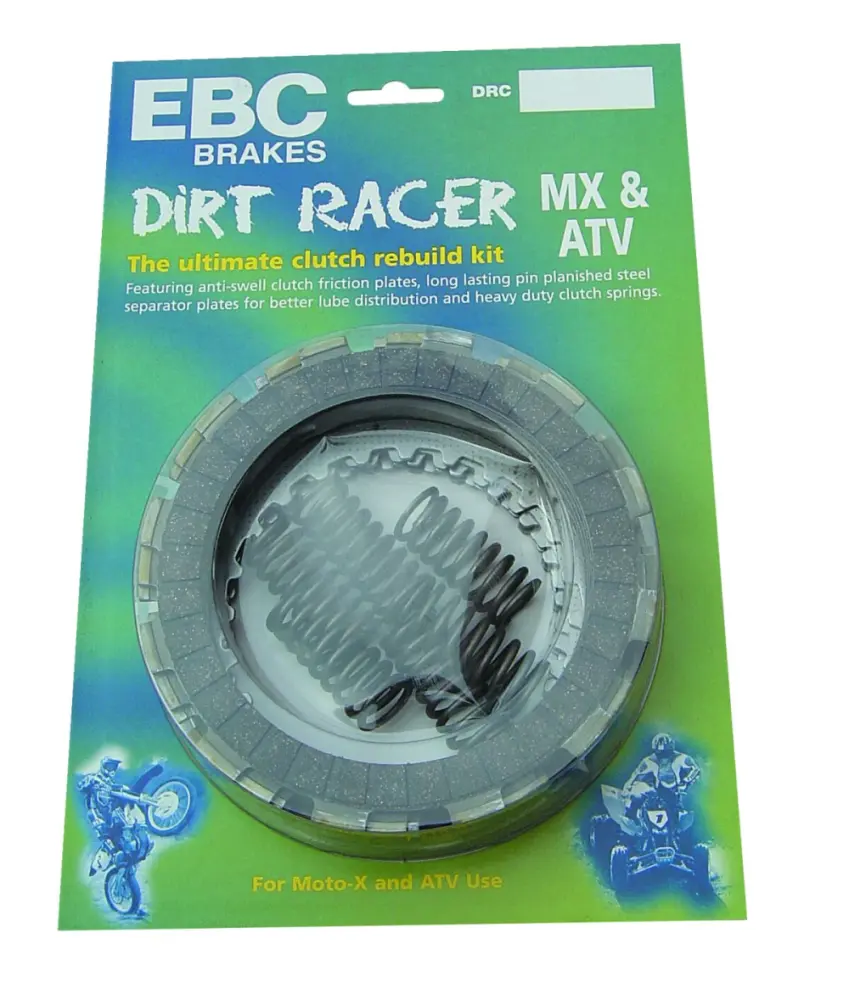 EBC
BRAKES
DRC
DiRT RACER
MX &
ATV
The ultimate clutch rebuild kit
Featuring anti-swell clutch friction plates, long lasting pin planished steel
separator plates for better lube distribution and heavy duty clutch springs.
For Moto-X and ATV Use